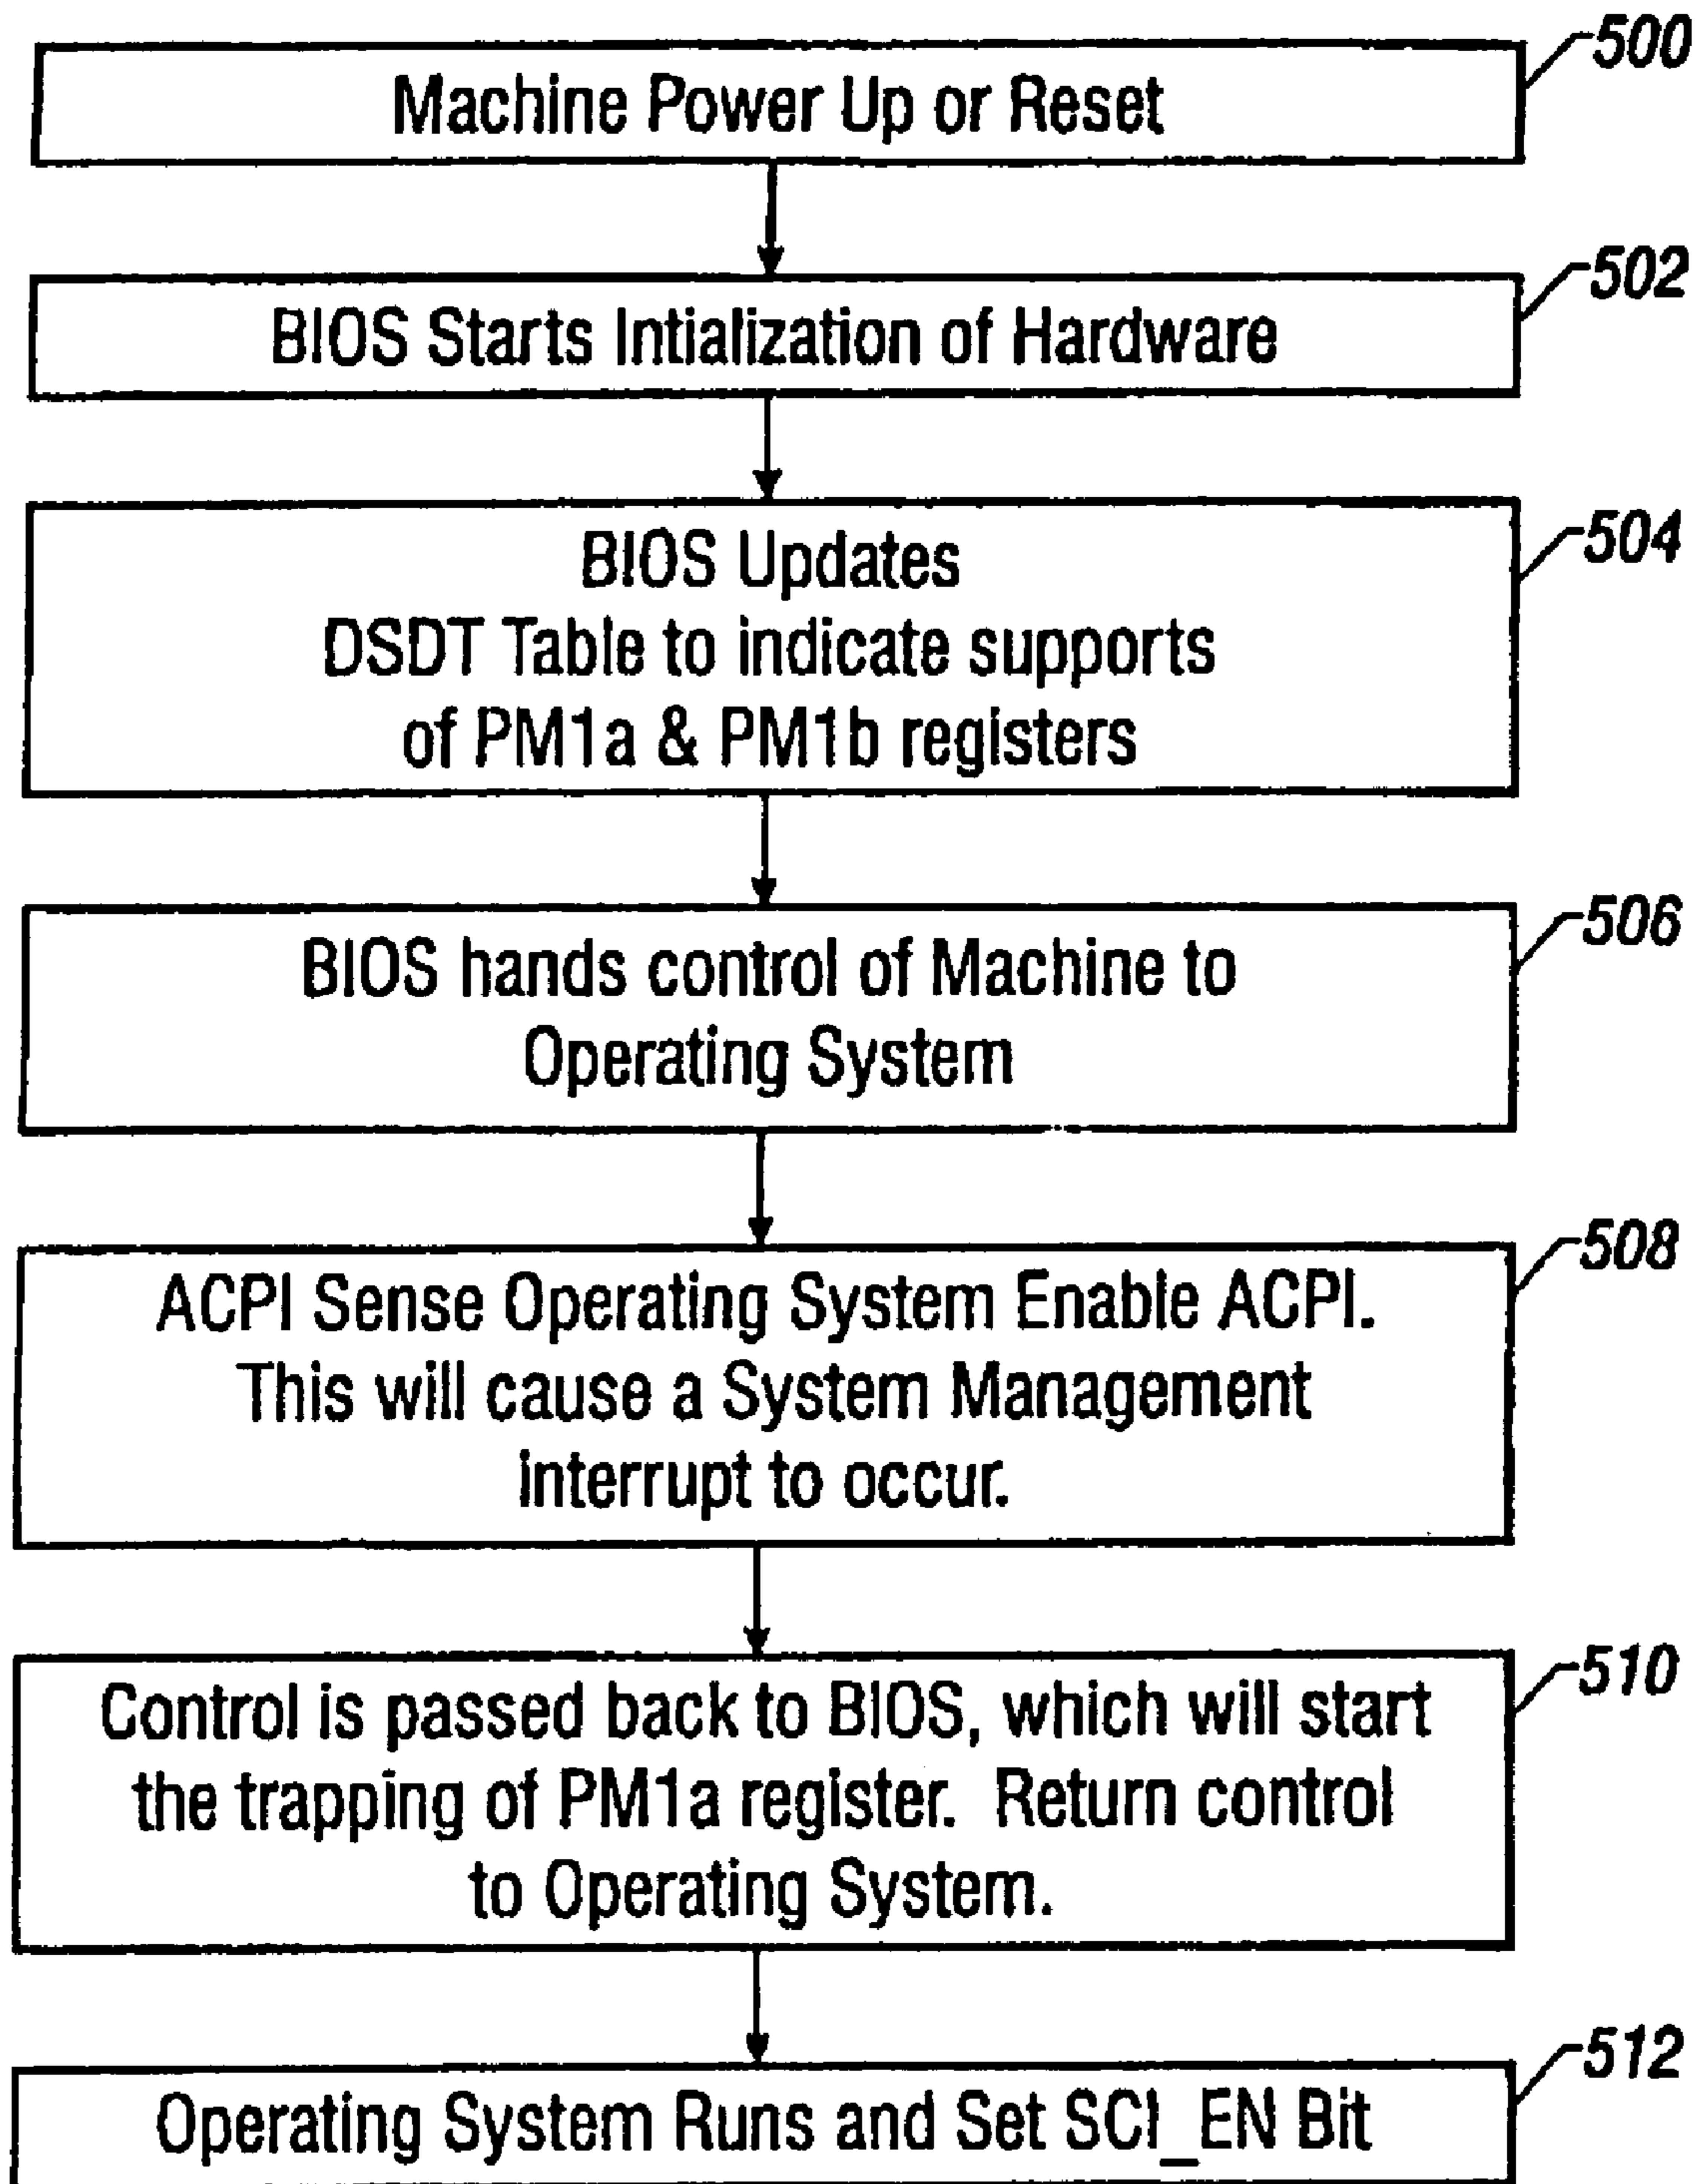 500
Machine Power Up or Reset
502
BIOS Starts Intialization of Hardware
504
BIOS Updates
DSDT Table to indicate supports
of PM1a & PM1b registers
506
BIOS hands control of Machine to
Operating System
508
ACPI Sense Operating System Enable ACPI.
This will cause a System Management
interrupt to occur.
510
Control is passed back to BIOS, which will start
the trapping of PM1a register. Return control
to Operating System.
512
Operating System Runs and Set SCI_EN Bit